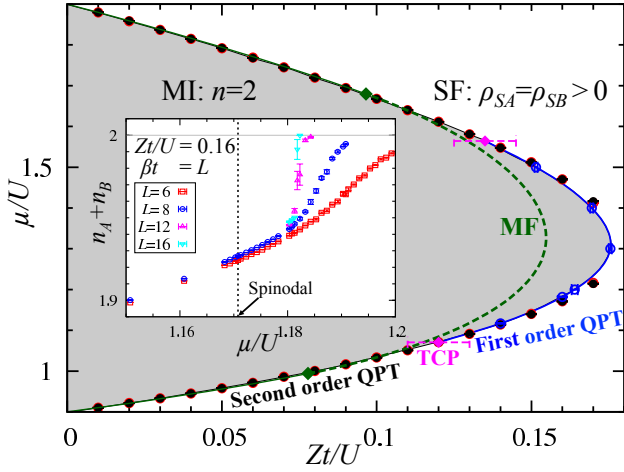 μ/U
1.5
1
MI: n=2
SF: ρSA=ρSB > 0
Zt/U = 0.16
βt = L
L= 6
L= 8
L=12
L=16
nA+nB
2
1.9
1.16
1.18
1.2
μ/U
Spinodal
MF
TCP
First order QPT
Second order QPT
0
0.05
0.1
0.15
Zt/U